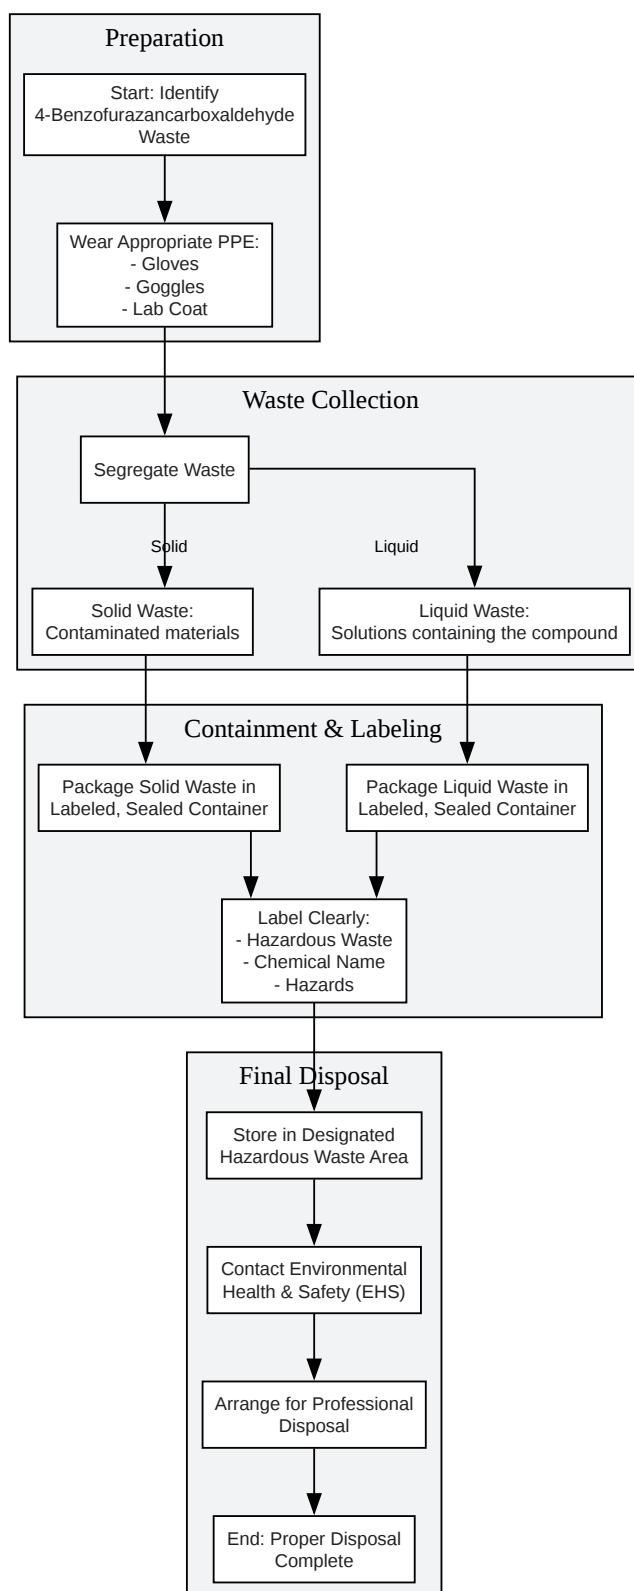 Preparation
Start: Identify
4-Benzofurazancarboxaldehyde
Waste
Wear Appropriate PPE:
- Gloves
- Goggles
- Lab Coat
Waste Collection
Segregate Waste
Solid
Liquid
Solid Waste:
Contaminated materials
Liquid Waste:
Solutions containing the compound
Containment & Labeling
Package Solid Waste in
Labeled, Sealed Container
Package Liquid Waste in
Labeled, Sealed Container
Label Clearly:
- Hazardous Waste
- Chemical Name
- Hazards
Final Disposal
Store in Designated
Hazardous Waste Area
Contact Environmental
Health & Safety (EHS)
Arrange for Professional
Disposal
End: Proper Disposal
Complete